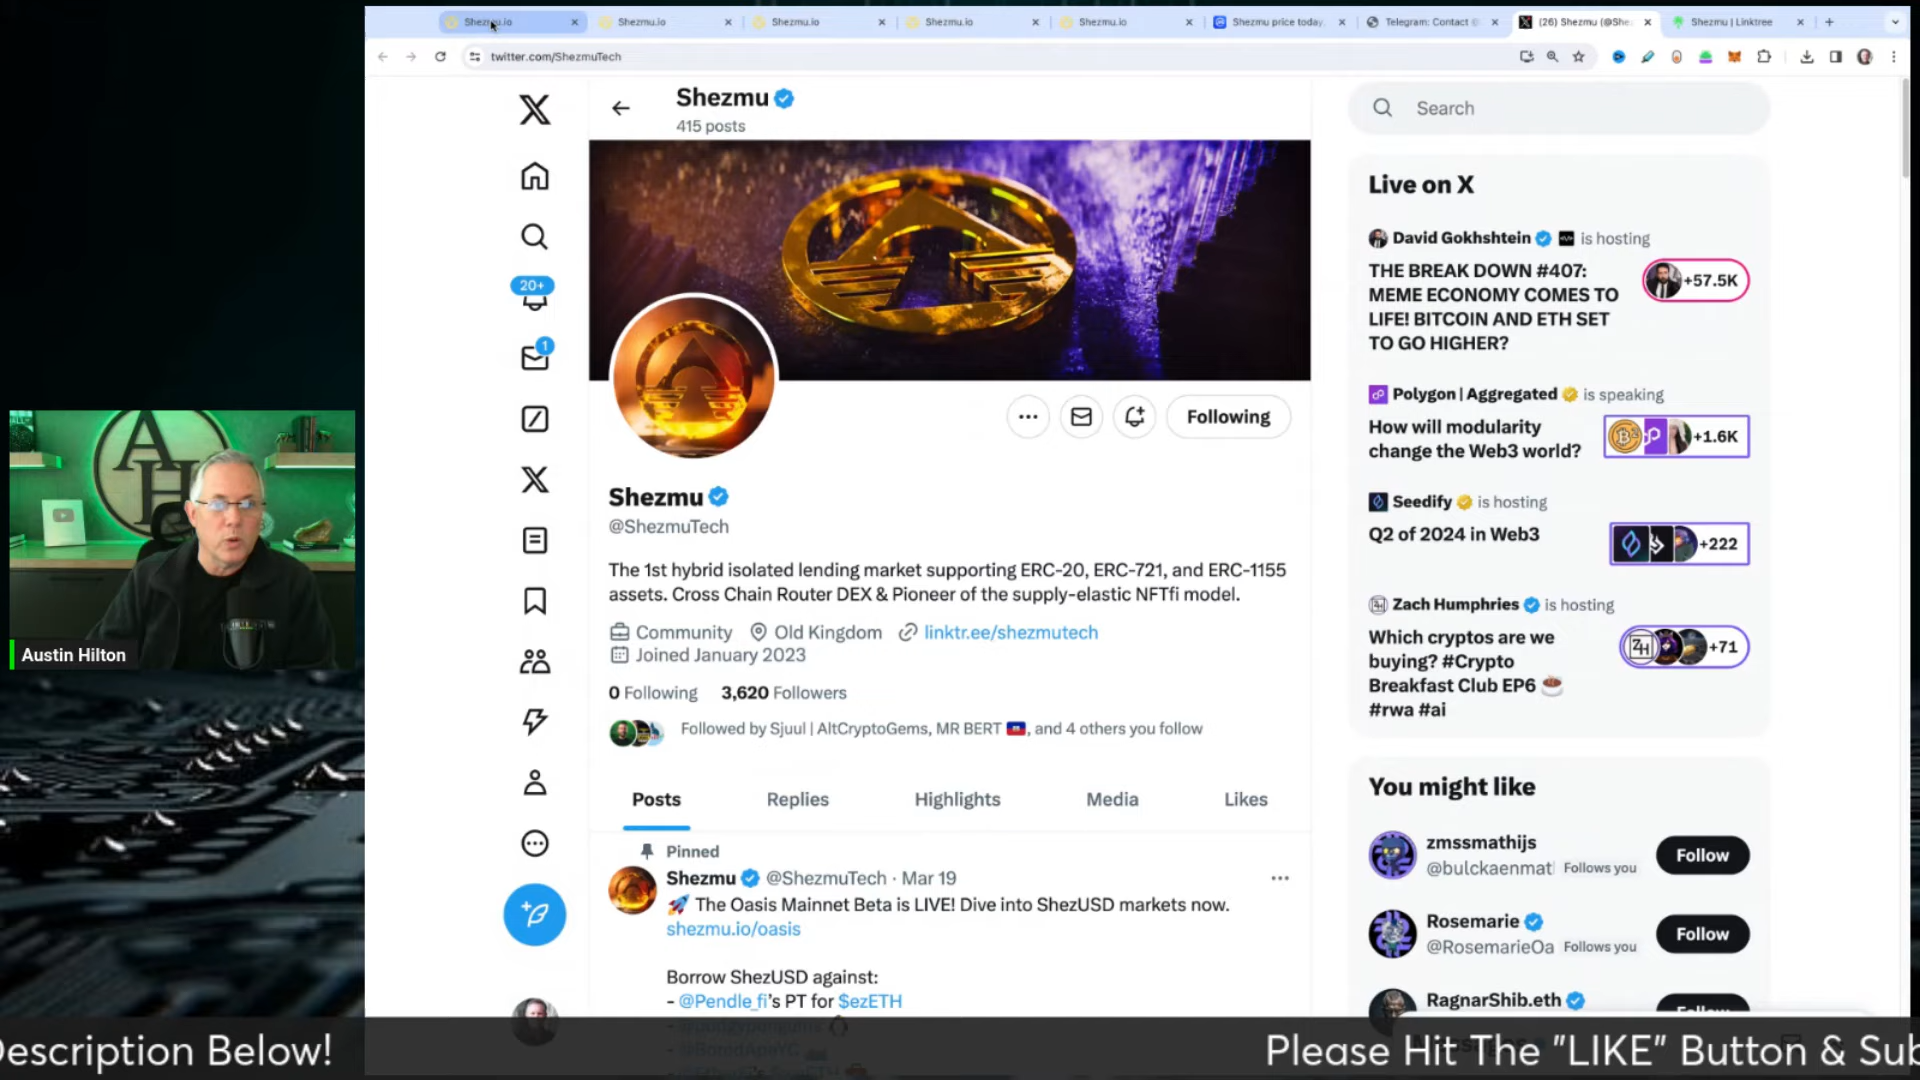 Shezmu.io
Shezmu.io
Shezmu.io
Shezmu.io
Shezmu.io
Shezmu price today
Telegram: Contact
(26) Shezmu (@She
Shezmu | Linktree
twitter.com/ShezmuTech
Shezmu
415 posts
Search
20+
1
Following
Shezmu
@ShezmuTech
The 1st hybrid isolated lending market supporting ERC-20, ERC-721, and ERC-1155
assets. Cross Chain Router DEX & Pioneer of the supply-elastic NFTfi model.
Community Old Kingdom linktr.ee/shezmutech
Joined January 2023
0 Following 3,620 Followers
Followed by Sjuul | AltCryptoGems, MR BERT 🇭🇹, and 4 others you follow
Posts Replies Highlights Media Likes
Pinned
Shezmu @ShezmuTech · Mar 19
🚀 The Oasis Mainnet Beta is LIVE! Dive into ShezUSD markets now.
shezmu.io/oasis
Borrow ShezUSD against:
- @Pendle_fi's PT for $ezETH
Live on X
David Gokhshtein is hosting
THE BREAK DOWN #407:
MEME ECONOMY COMES TO
LIFE! BITCOIN AND ETH SET
TO GO HIGHER?
+57.5K
Polygon | Aggregated is speaking
How will modularity
change the Web3 world?
+1.6K
Seedify is hosting
Q2 of 2024 in Web3
+222
Zach Humphries is hosting
Which cryptos are we
buying? #Crypto
Breakfast Club EP6 ☕
#rwa #ai
+71
You might like
zmssmathijs
@bulckaenmat Follows you
Follow
Rosemarie
@RosemarieOa Follows you
Follow
RagnarShib.eth
Follow
AH
Austin Hilton
Description Below!
Please Hit The "LIKE" Button & Sub